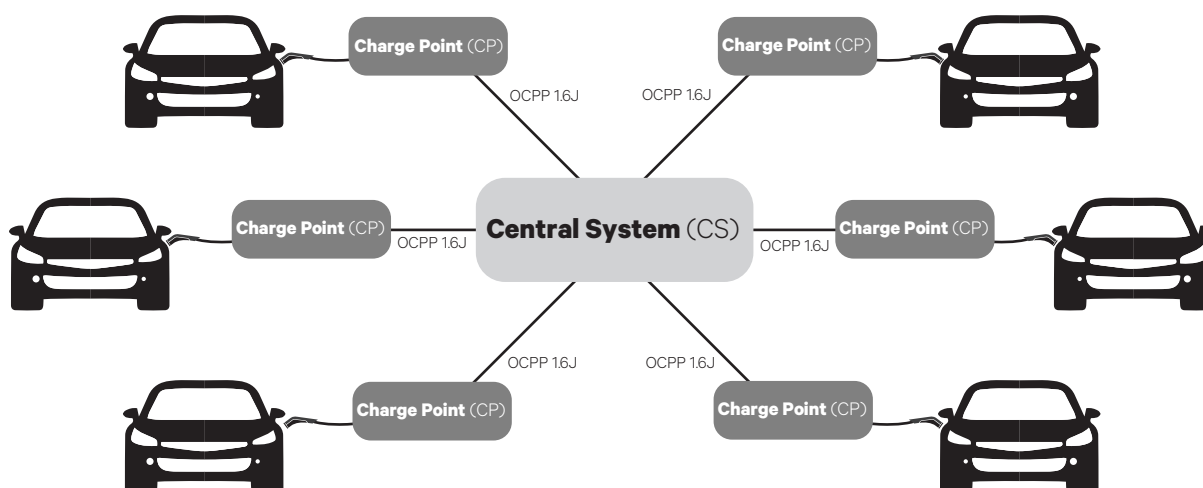 Charge Point (CP)
Charge Point (CP)
OCPP 1.6J
OCPP 1.6J
Charge Point (CP)
OCPP 1.6J
Central System (CS)
OCPP 1.6J
Charge Point (CP)
OCPP 1.6J
OCPP 1.6J
Charge Point (CP)
Charge Point (CP)